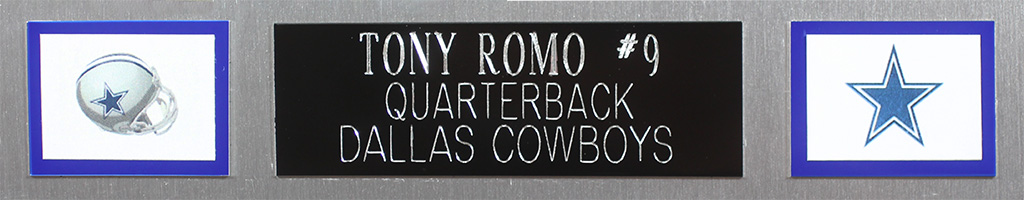 TONY ROMO #9
QUARTERBACK
DALLAS COWBOYS